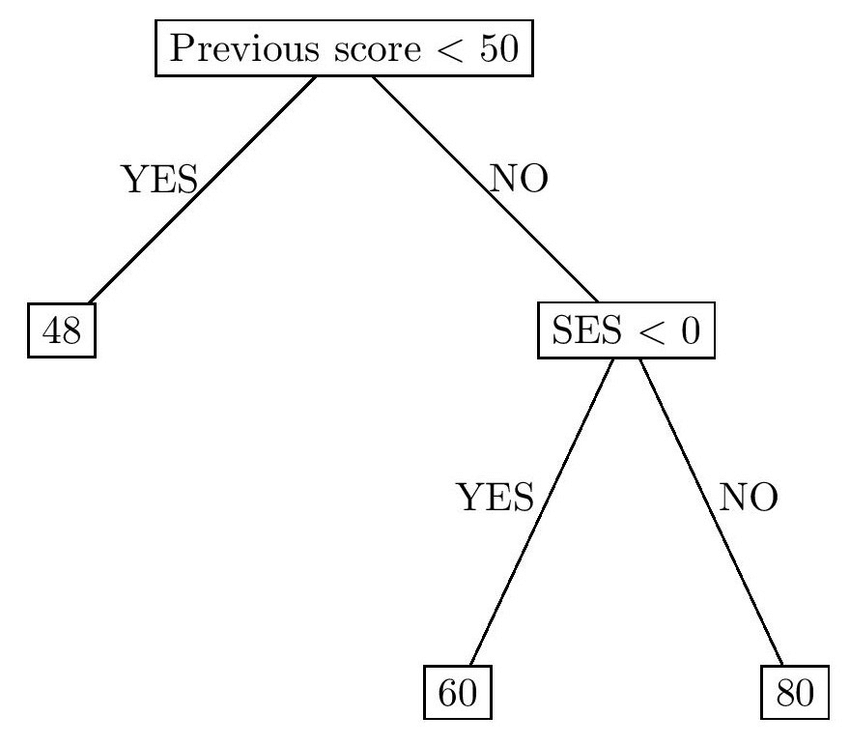 Previous score < 50
YES
NO
48
SES < 0
YES
NO
60
80